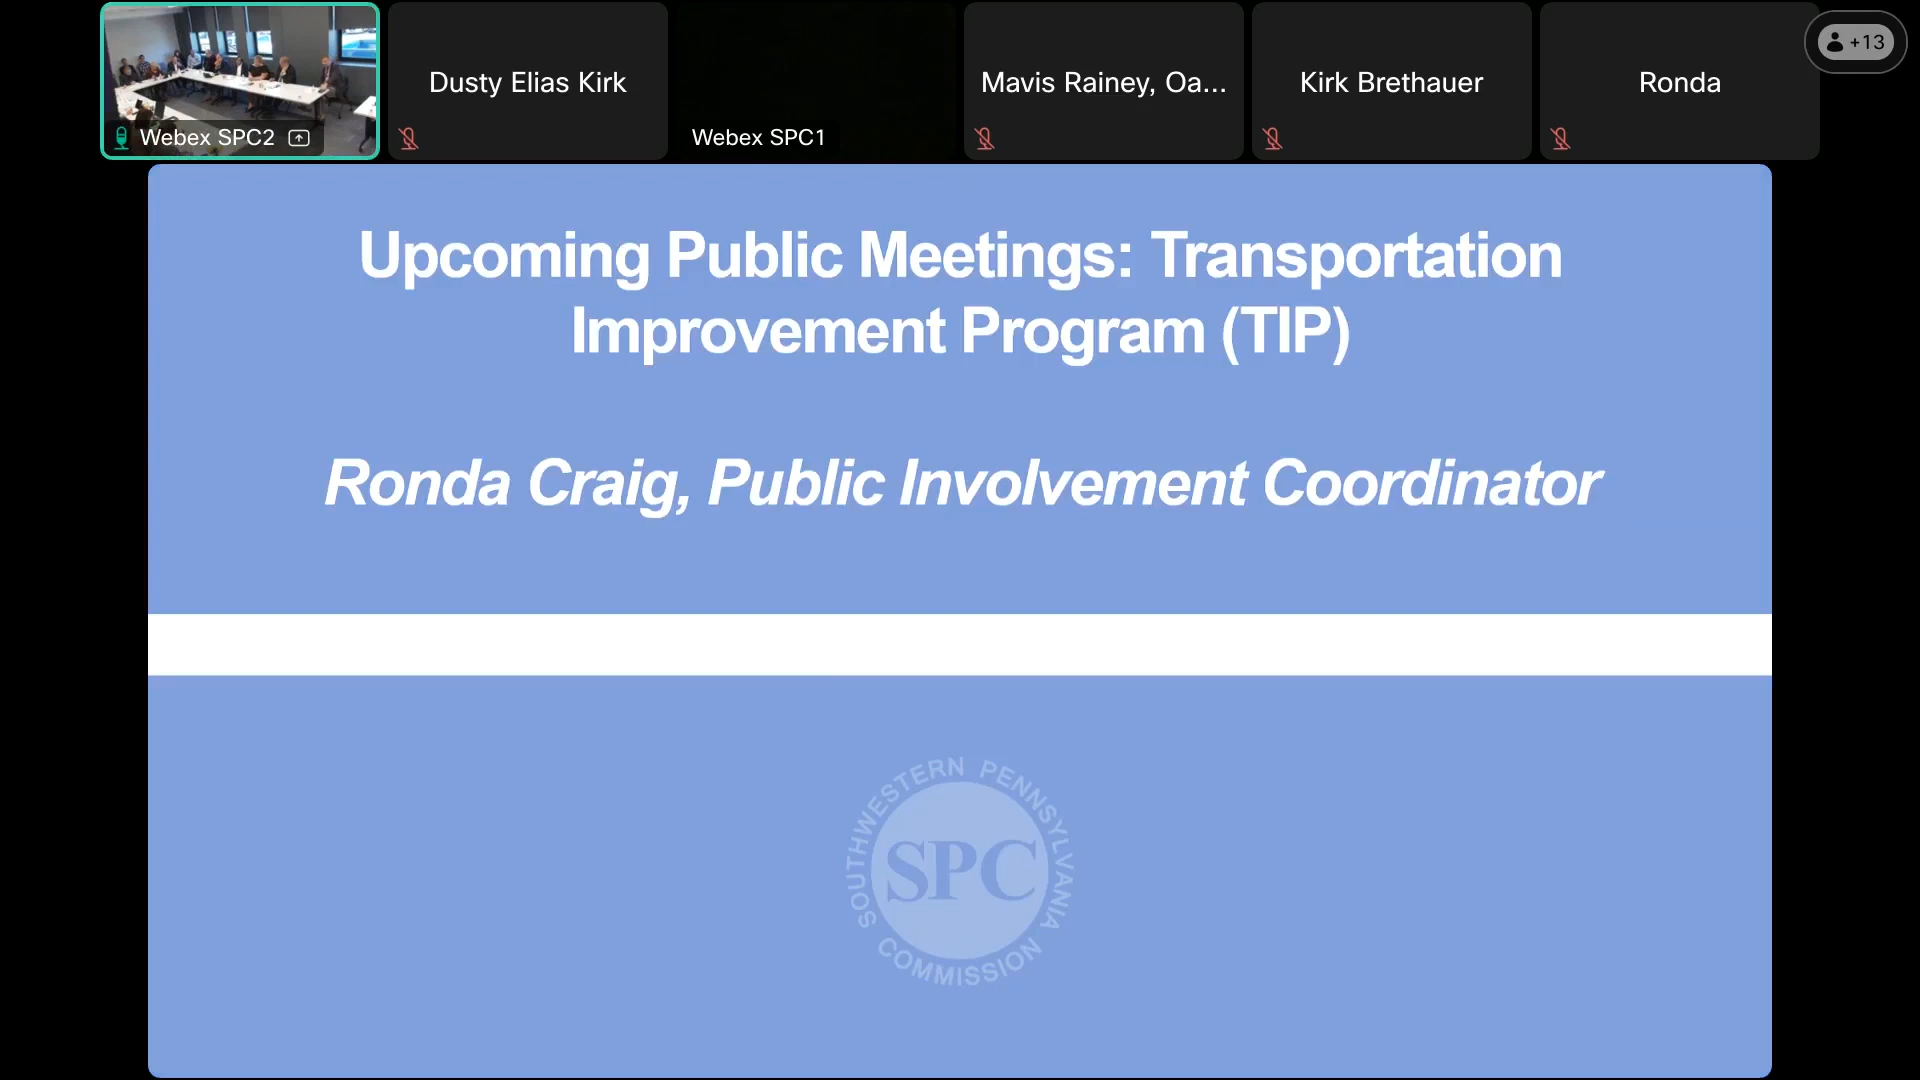 Webex SPC2
Dusty Elias Kirk
Webex SPC1
Mavis Rainey, Oa...
Kirk Brethauer
Ronda
+13
Upcoming Public Meetings: Transportation
Improvement Program (TIP)
Ronda Craig, Public Involvement Coordinator
SOUTHWESTERN PENNSYLVANIA
SPC
COMMISSION